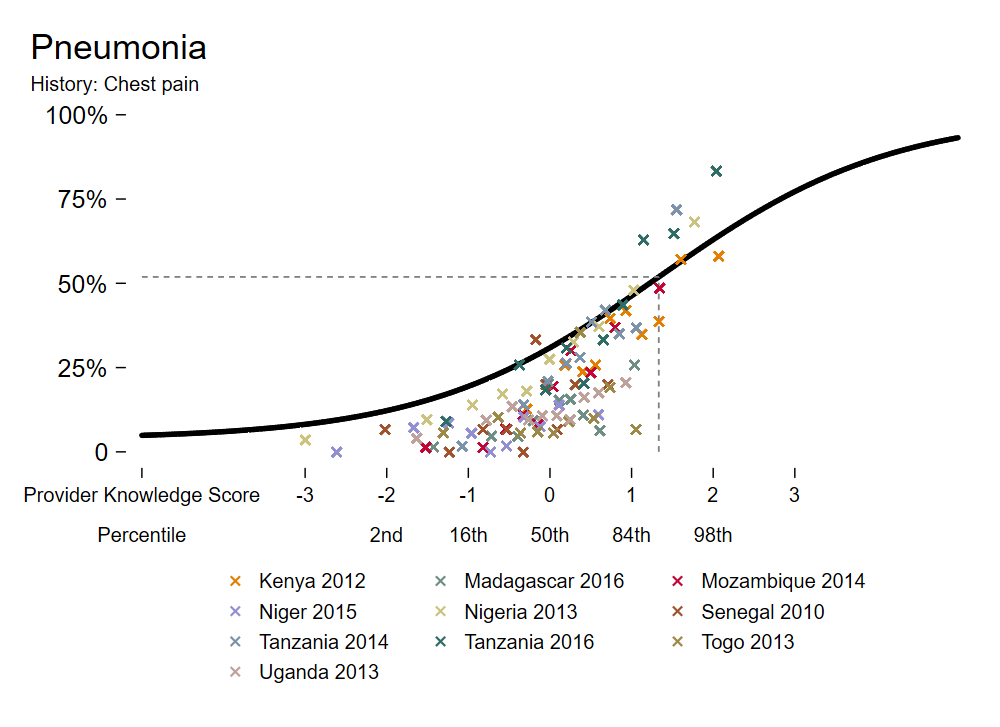 Pneumonia
History: Chest pain
100%
75%
50%
25%
0
Provider Knowledge Score -3 -2 -1 0 1 2 3
Percentile 2nd 16th 50th 84th 98th
Kenya 2012 Madagascar 2016 Mozambique 2014
Niger 2015 Nigeria 2013 Senegal 2010
Tanzania 2014 Tanzania 2016 Togo 2013
Uganda 2013